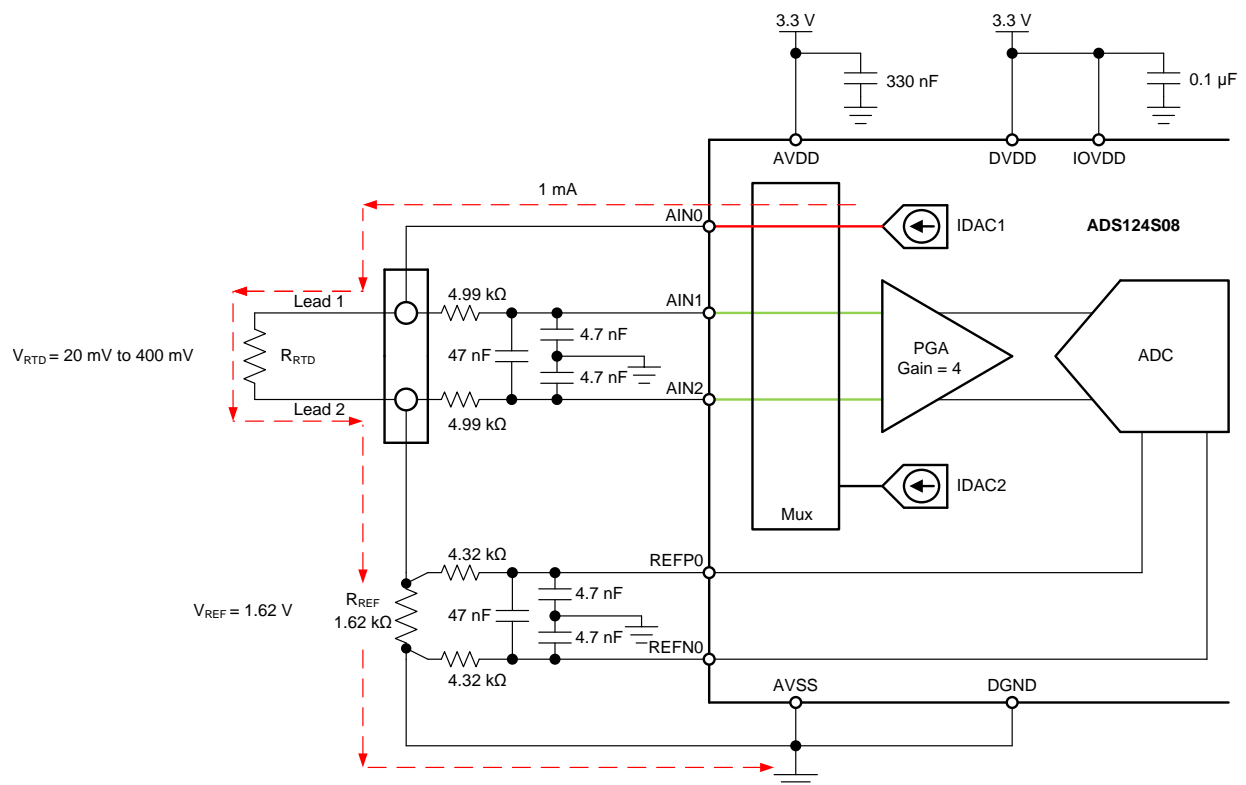 3.3 V
3.3 V
330 nF
0.1 µF
AVDD
DVDD
IOVDD
1 mA
AIN0
IDAC1
ADS124S08
Lead 1
4.99 kΩ
AIN1
4.7 nF
V_RTD = 20 mV to 400 mV
R_RTD
47 nF
PGA
Gain = 4
ADC
4.7 nF
Lead 2
AIN2
4.99 kΩ
IDAC2
Mux
4.32 kΩ
REFP0
4.7 nF
V_REF = 1.62 V
R_REF
1.62 kΩ
47 nF
4.7 nF
REFN0
4.32 kΩ
AVSS
DGND